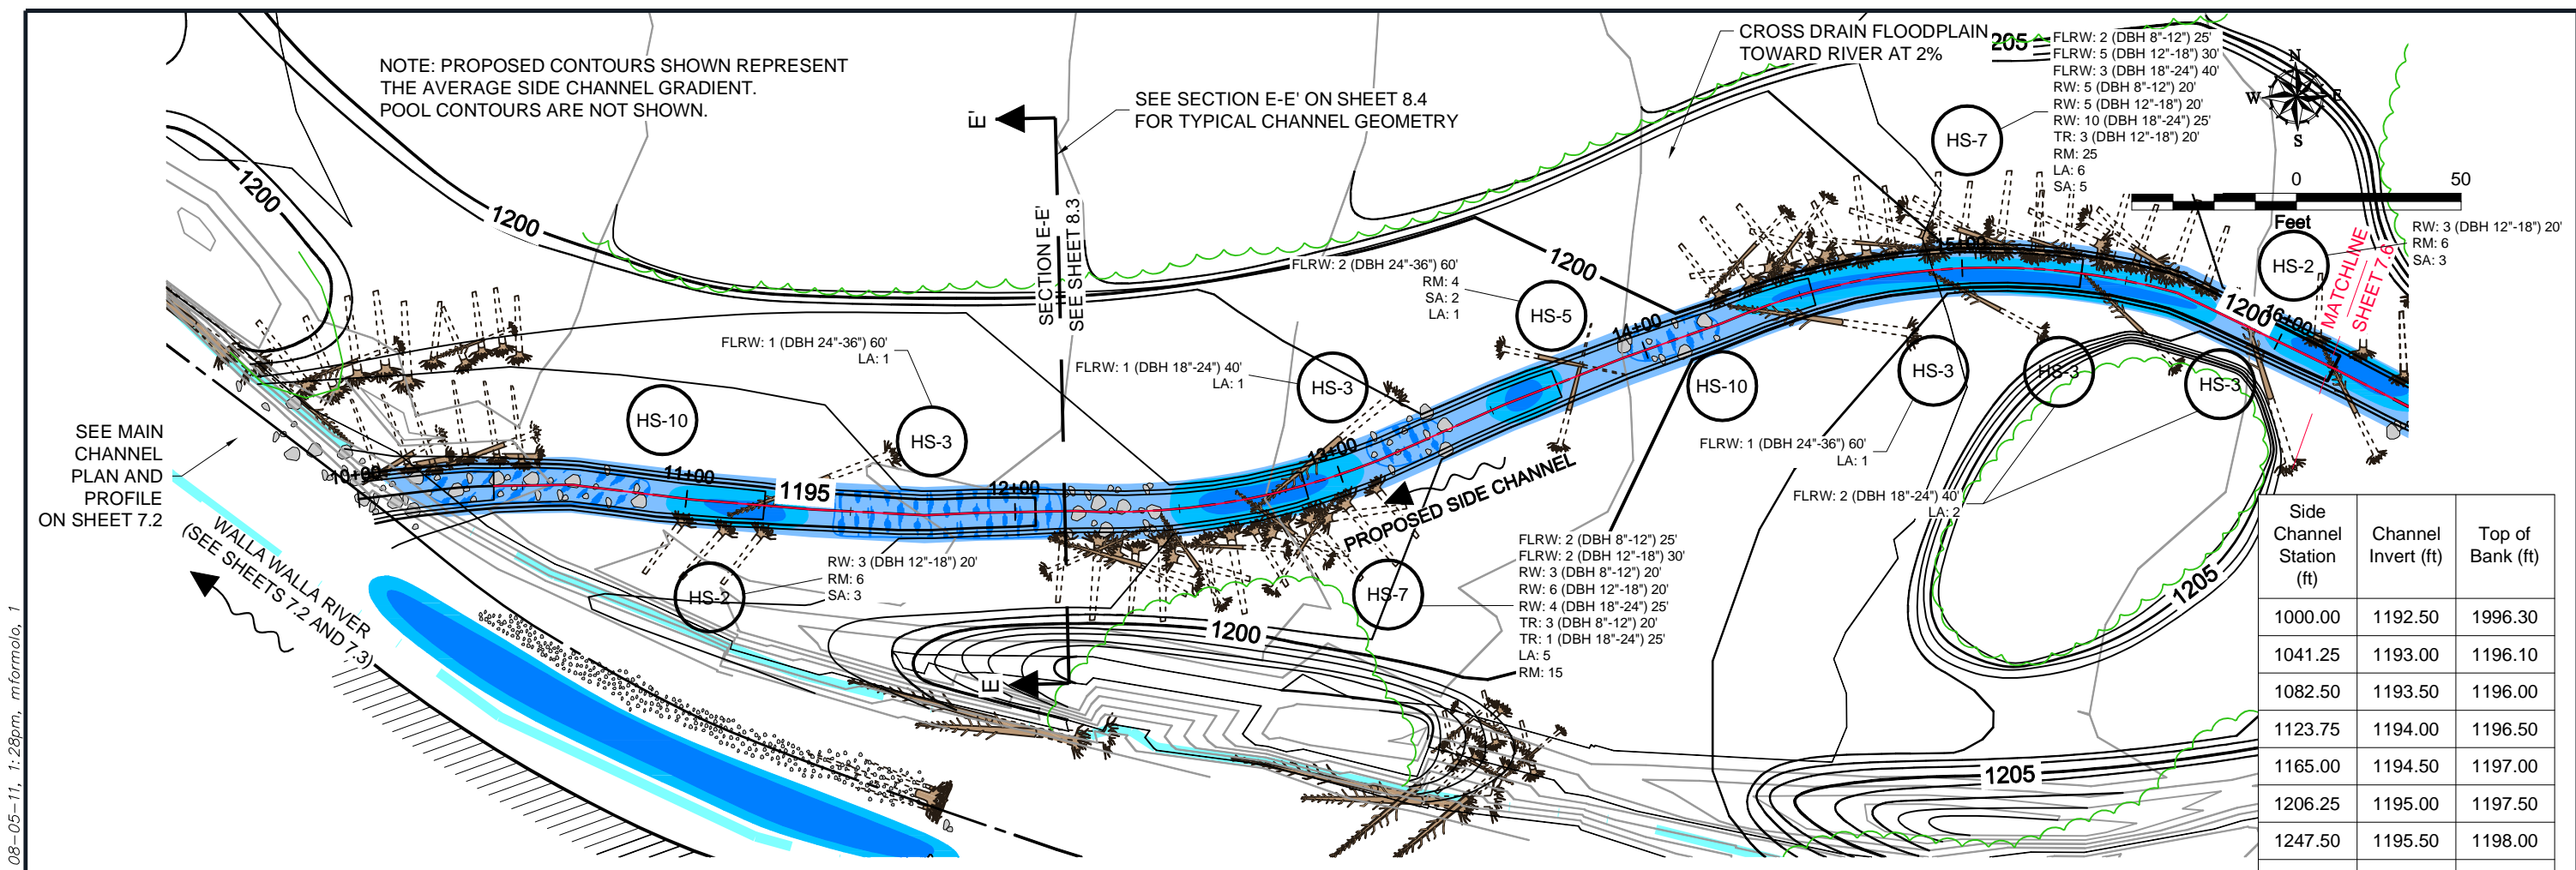 NOTE: PROPOSED CONTOURS SHOWN REPRESENT
THE AVERAGE SIDE CHANNEL GRADIENT.
POOL CONTOURS ARE NOT SHOWN.
E'
SEE SECTION E-E' ON SHEET 8.4
FOR TYPICAL CHANNEL GEOMETRY
CROSS DRAIN FLOODPLAIN
TOWARD RIVER AT 2%
205
FLRW: 2 (DBH 8"-12") 25'
FLRW: 5 (DBH 12"-18") 30'
FLRW: 3 (DBH 18"-24") 40'
RW: 5 (DBH 8"-12") 20'
RW: 5 (DBH 12"-18") 20'
RW: 10 (DBH 18"-24") 25'
TR: 3 (DBH 12"-18") 20'
RM: 25
LA: 6
SA: 5
HS-7
N
W
E
S
0
50
Feet
RW: 3 (DBH 12"-18") 20'
RM: 6
SA: 3
HS-2
MATCHLINE
SHEET 7.6
1200
1200
SECTION E-E'
SEE SHEET 8.3
1200
FLRW: 2 (DBH 24"-36") 60'
RM: 4
SA: 2
LA: 1
HS-5
15+00
1200
16+00
14+00
FLRW: 1 (DBH 24"-36") 60'
LA: 1
HS-3
FLRW: 1 (DBH 18"-24") 40'
LA: 1
HS-3
HS-10
HS-10
HS-3
HS-3
HS-3
FLRW: 1 (DBH 24"-36") 60'
LA: 1
FLRW: 2 (DBH 18"-24") 40'
LA: 2
SEE MAIN
CHANNEL
PLAN AND
PROFILE
ON SHEET 7.2
10+00
11+00
1195
12+00
13+00
PROPOSED SIDE CHANNEL
WALLA WALLA RIVER
(SEE SHEETS 7.2 AND 7.3)
HS-2
RW: 3 (DBH 12"-18") 20'
RM: 6
SA: 3
HS-7
FLRW: 2 (DBH 8"-12") 25'
FLRW: 2 (DBH 12"-18") 30'
RW: 3 (DBH 8"-12") 20'
RW: 6 (DBH 12"-18") 20'
RW: 4 (DBH 18"-24") 25'
TR: 3 (DBH 8"-12") 20'
TR: 1 (DBH 18"-24") 25'
LA: 5
RM: 15
1200
E
1205
1205
Side Channel Station (ft) Channel Invert (ft) Top of Bank (ft)
1000.00 1192.50 1996.30
1041.25 1193.00 1196.10
1082.50 1193.50 1196.00
1123.75 1194.00 1196.50
1165.00 1194.50 1197.00
1206.25 1195.00 1197.50
1247.50 1195.50 1198.00
08-05-11, 1:28pm, mformolo, 1